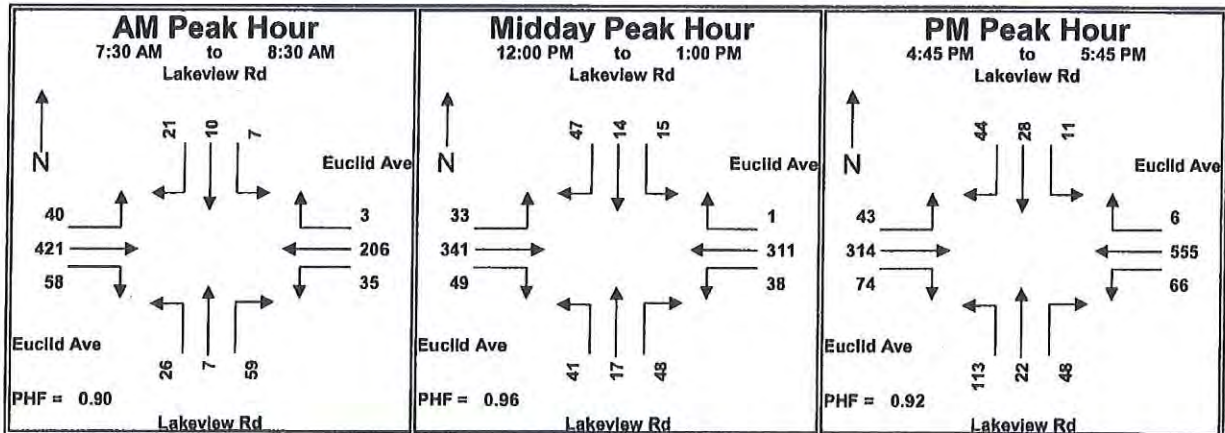 AM Peak Hour
7:30 AM to 8:30 AM
Lakeview Rd
N
21 10 7
Euclid Ave
40
421
58
3
206
35
26 7 59
Euclid Ave
PHF = 0.90
Lakeview Rd
Midday Peak Hour
12:00 PM to 1:00 PM
Lakeview Rd
N
47 14 15
Euclid Ave
33
341
49
1
311
38
41 17 48
Euclid Ave
PHF = 0.96
Lakeview Rd
PM Peak Hour
4:45 PM to 5:45 PM
Lakeview Rd
N
44 28 11
Euclid Ave
43
314
74
6
555
66
113 22 48
Euclid Ave
PHF = 0.92
Lakeview Rd